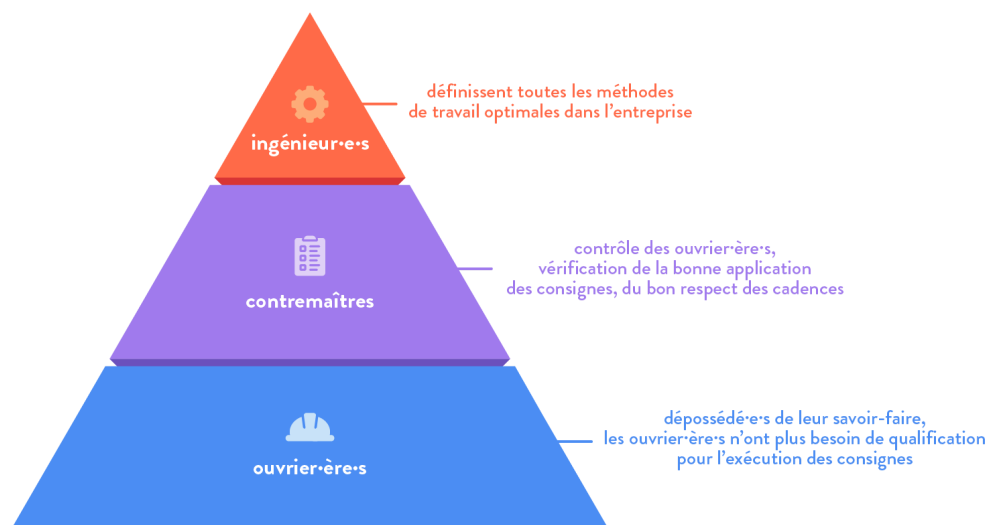 définissent toutes les méthodes
de travail optimales dans l'entreprise
ingénieur·e·s
contrôle des ouvrier·ère·s,
vérification de la bonne application
des consignes, du bon respect des cadences
contremaîtres
dépossédé·e·s de leur savoir-faire,
les ouvrier·ère·s n'ont plus besoin de qualification
pour l'exécution des consignes
ouvrier·ère·s